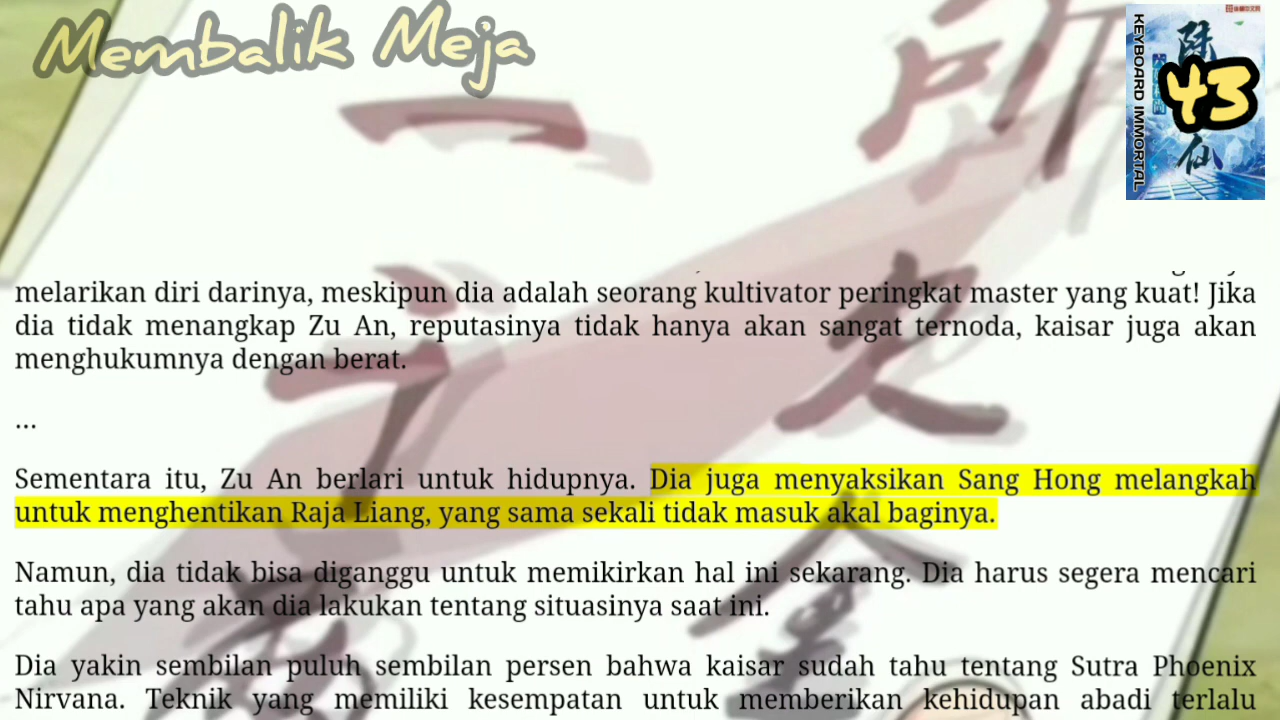 Membalik Meja
KEYBOARD IMMORTAL
43
仙
melarikan diri darinya, meskipun dia adalah seorang kultivator peringkat master yang kuat! Jika
dia tidak menangkap Zu An, reputasinya tidak hanya akan sangat ternoda, kaisar juga akan
menghukumnya dengan berat.
...
Sementara itu, Zu An berlari untuk hidupnya. Dia juga menyaksikan Sang Hong melangkah
untuk menghentikan Raja Liang, yang sama sekali tidak masuk akal baginya.
Namun, dia tidak bisa diganggu untuk memikirkan hal ini sekarang. Dia harus segera mencari
tahu apa yang akan dia lakukan tentang situasinya saat ini.
Dia yakin sembilan puluh sembilan persen bahwa kaisar sudah tahu tentang Sutra Phoenix
Nirvana. Teknik yang memiliki kesempatan untuk memberikan kehidupan abadi terlalu